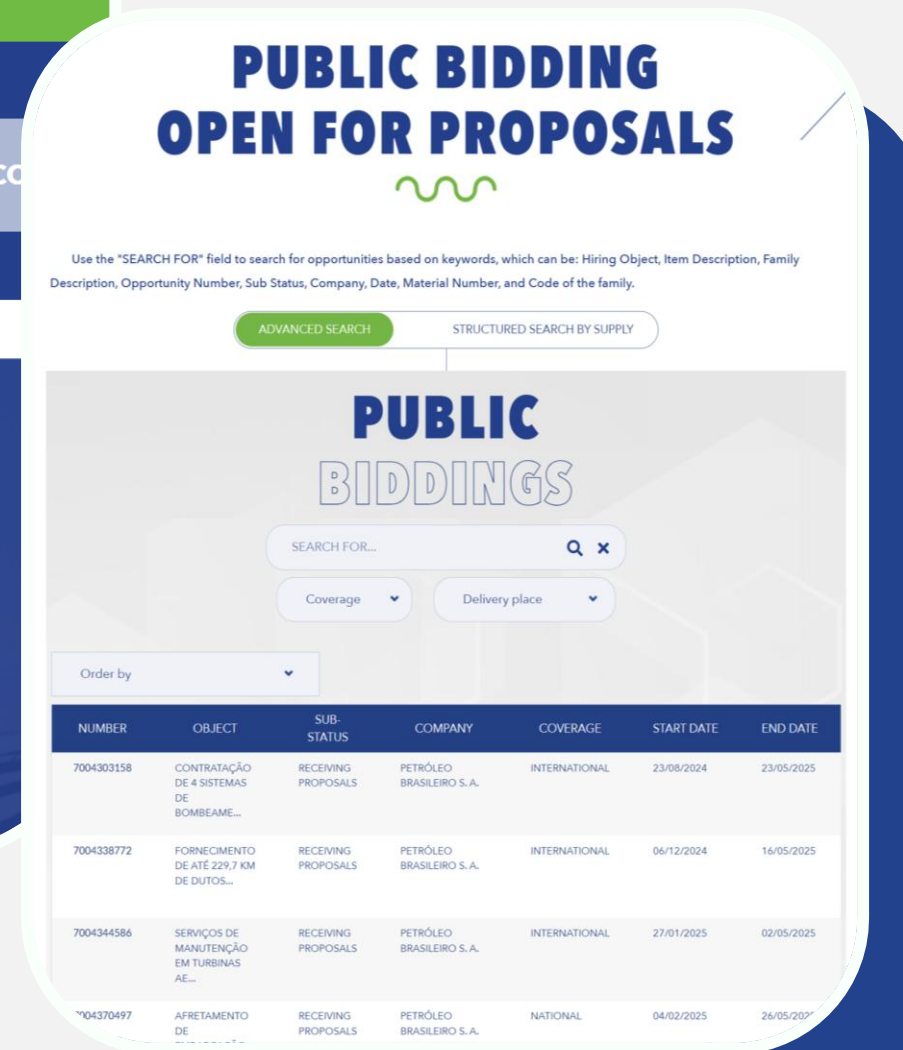 PUBLIC BIDDING
OPEN FOR PROPOSALS
CO
Use the "SEARCH FOR" field to search for opportunities based on keywords, which can be: Hiring Object, Item Description, Family
Description, Opportunity Number, Sub Status, Company, Date, Material Number, and Code of the family.
ADVANCED SEARCH STRUCTURED SEARCH BY SUPPLY
PUBLIC
BIDDINGS
SEARCH FOR...
Coverage Delivery place
Order by
NUMBER OBJECT SUB-STATUS COMPANY COVERAGE START DATE END DATE
7004303158 CONTRATAÇÃO RECEIVING PETRÓLEO INTERNATIONAL 23/08/2024 23/05/2025
DE 4 SISTEMAS PROPOSALS BRASILEIRO S. A.
DE
BOMBEAME...
7004338772 FORNECIMENTO RECEIVING PETRÓLEO INTERNATIONAL 06/12/2024 16/05/2025
DE ATÉ 229,7 KM PROPOSALS BRASILEIRO S. A.
DE DUTOS...
7004344586 SERVIÇOS DE RECEIVING PETRÓLEO INTERNATIONAL 27/01/2025 02/05/2025
MANUTENÇÃO PROPOSALS BRASILEIRO S. A.
EM TURBINAS
AE...
7004370497 AFRETAMENTO RECEIVING PETRÓLEO NATIONAL 04/02/2025 26/05/2025
DE PROPOSALS BRASILEIRO S. A.